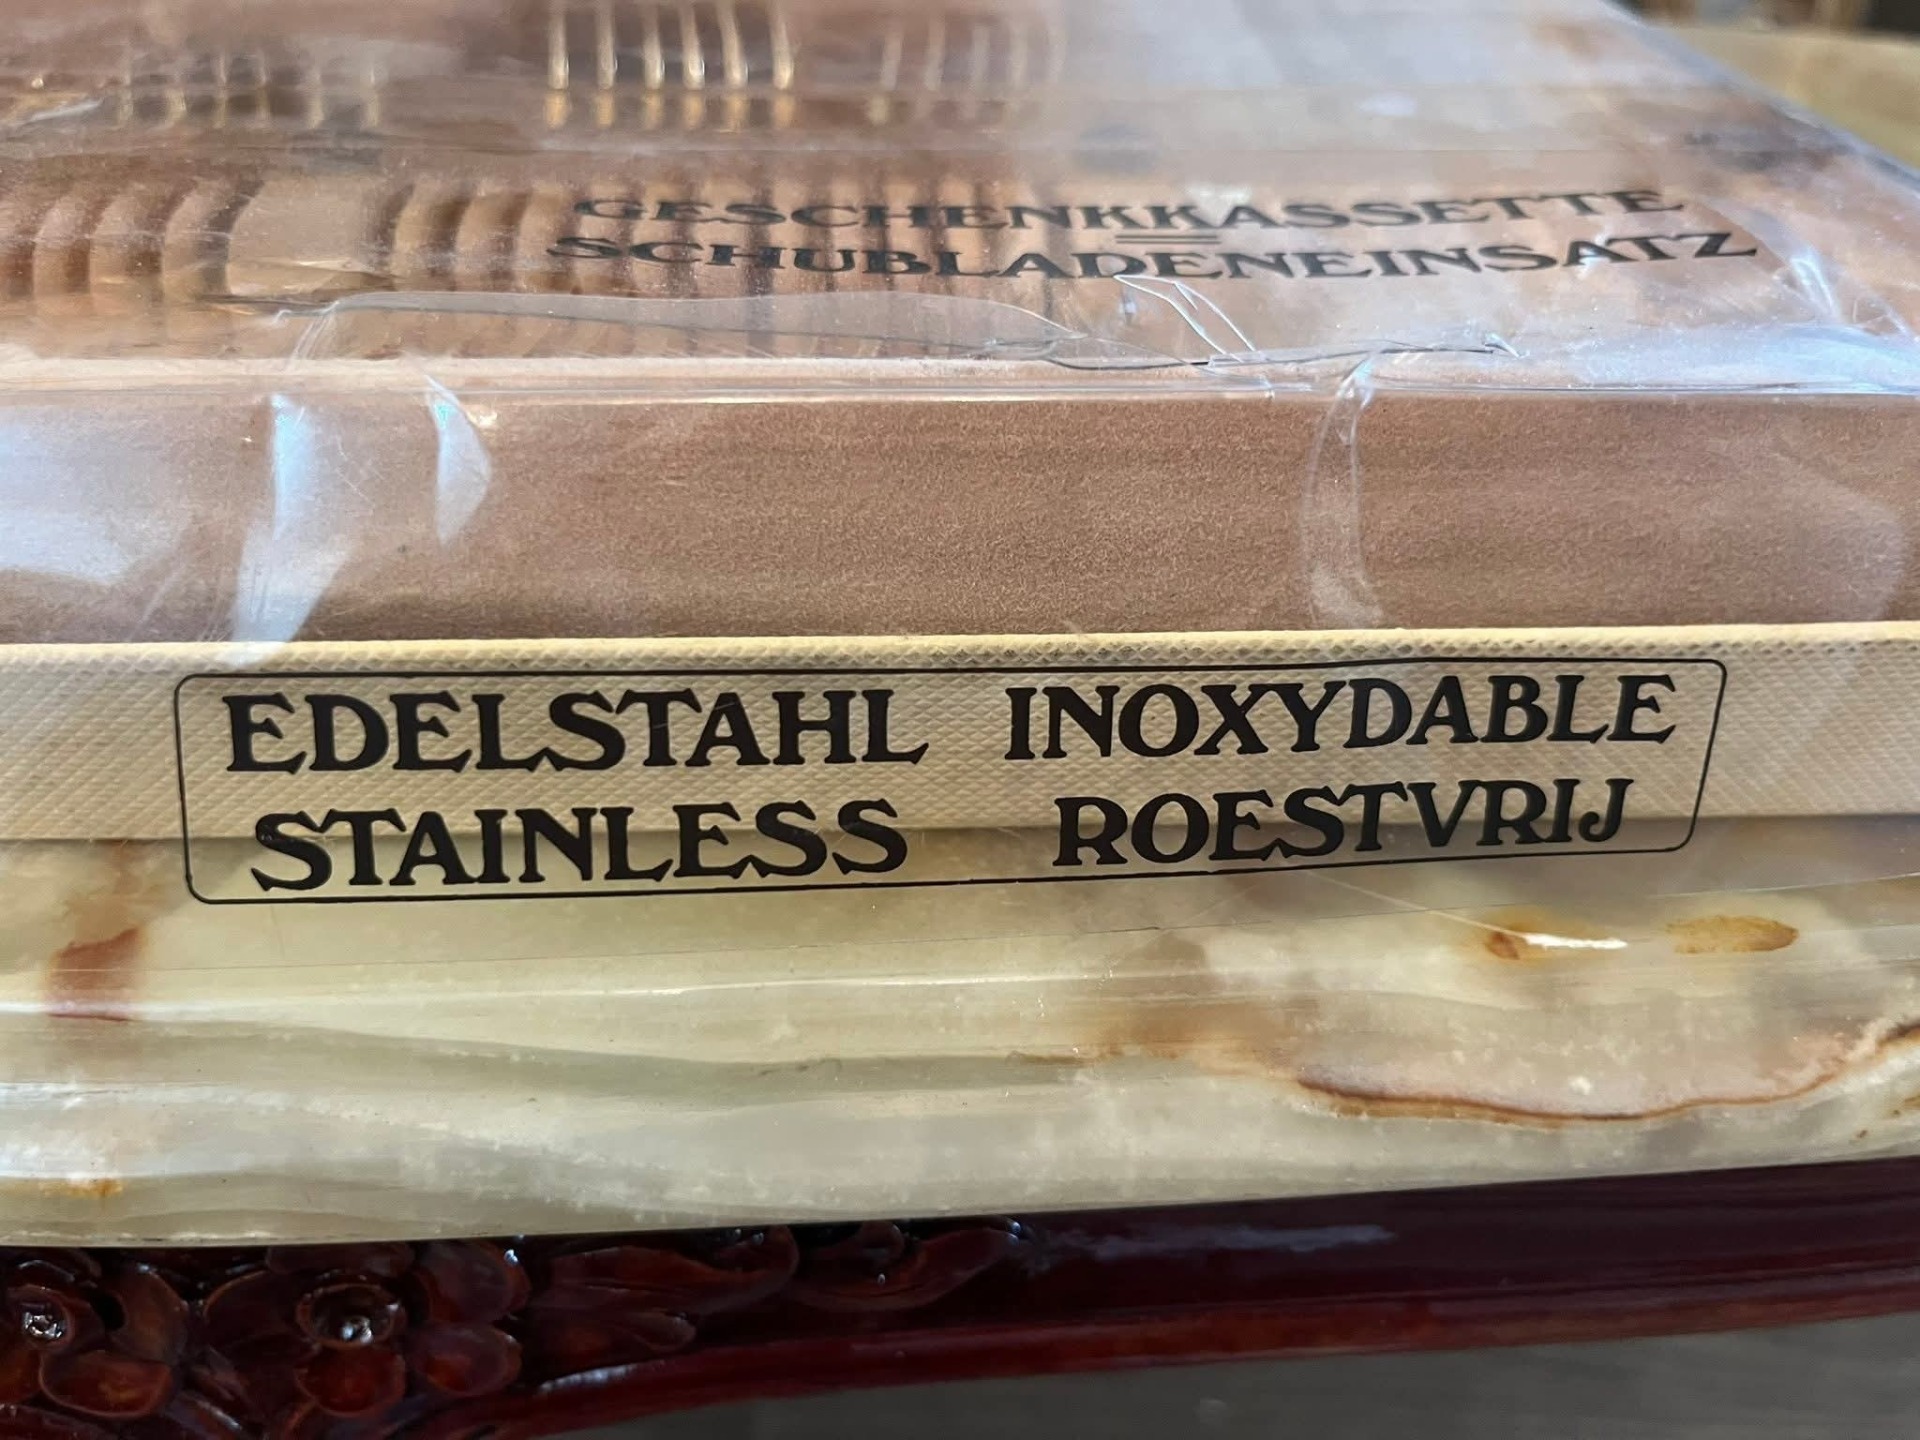 GESCHENKKASSETTE
=
SCHUBLADENEINSATZ
EDELSTAHL INOXYDABLE
STAINLESS ROESTVRIJ